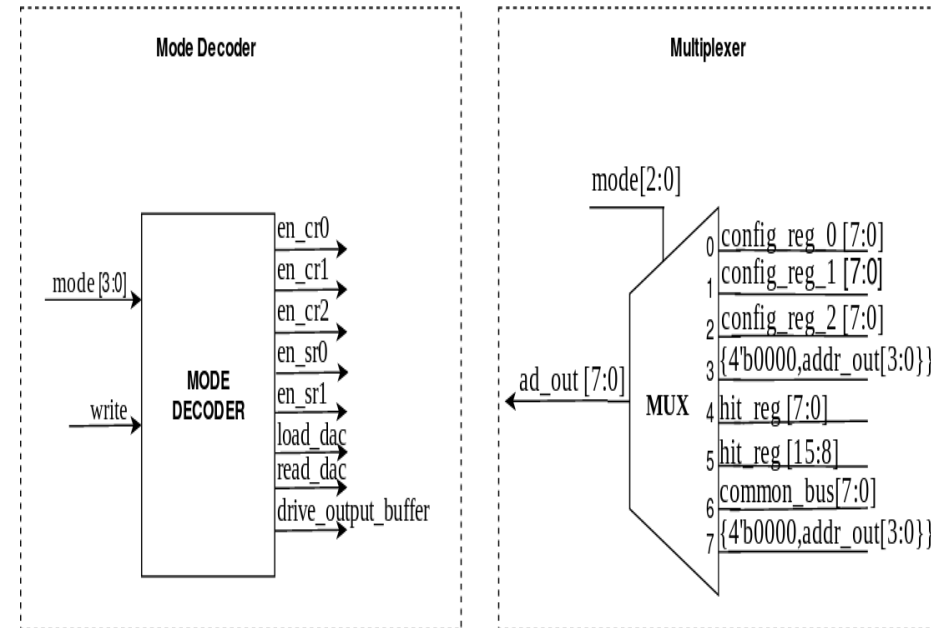 Mode Decoder
mode [3:0]
write
MODE
DECODER
en_cr0
en_cr1
en_cr2
en_sr0
en_sr1
load_dac
read_dac
drive_output_buffer
Multiplexer
mode[2:0]
ad_out [7:0]
MUX
0 config_reg_0 [7:0]
1 config_reg_1 [7:0]
2 config_reg_2 [7:0]
3 {4'b0000,addr_out[3:0]}
4 hit_reg [7:0]
5 hit_reg [15:8]
6 common_bus[7:0]
7 {4'b0000,addr_out[3:0]}